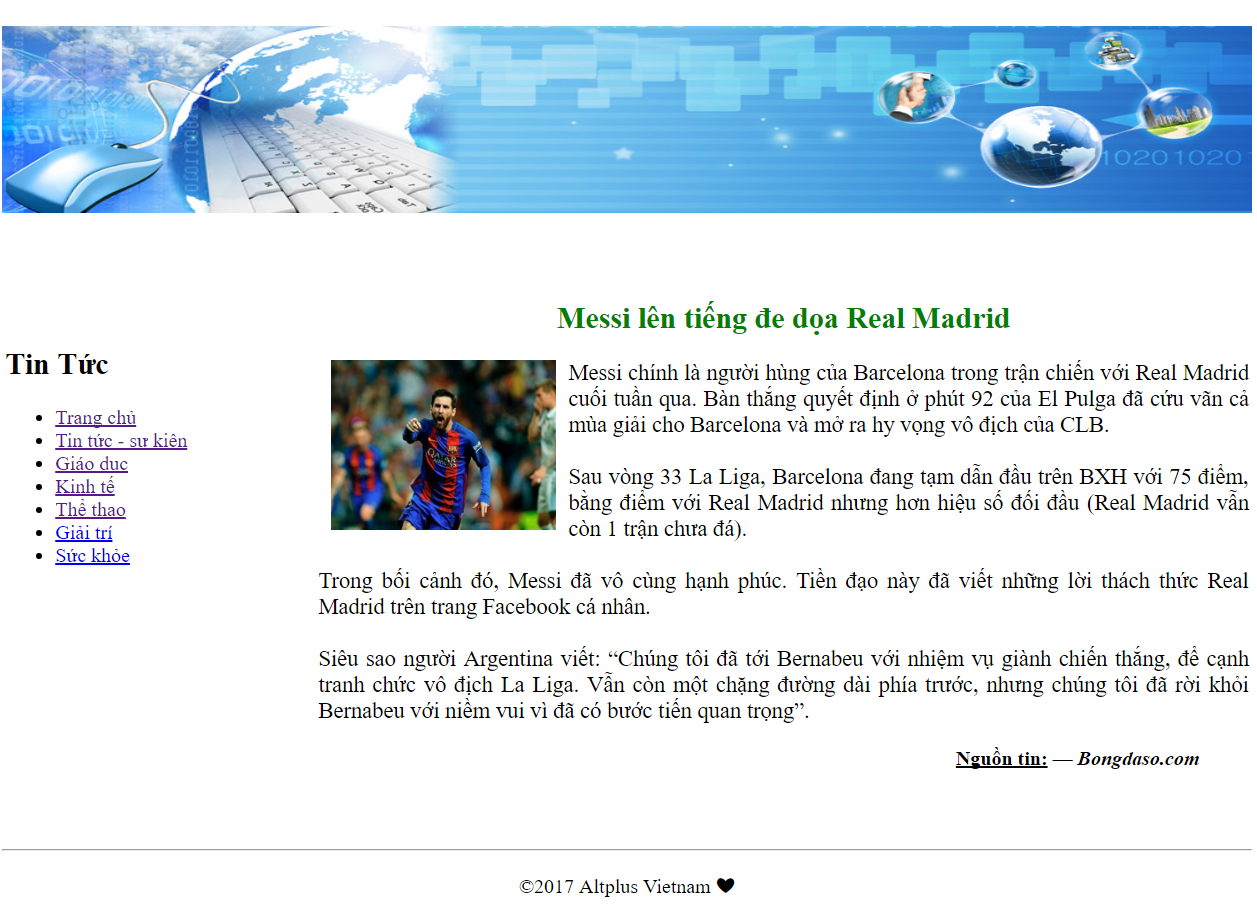 1020 1020
Messi lên tiếng đe dọa Real Madrid
Tin Tức
Trang chủ
Tin tức - sự kiện
Giáo dục
Kinh tế
Thể thao
Giải trí
Sức khỏe
Messi chính là người hùng của Barcelona trong trận chiến với Real Madrid
cuối tuần qua. Bàn thắng quyết định ở phút 92 của El Pulga đã cứu vãn cả
mùa giải cho Barcelona và mở ra hy vọng vô địch của CLB.
Sau vòng 33 La Liga, Barcelona đang tạm dẫn đầu trên BXH với 75 điểm,
bằng điểm với Real Madrid nhưng hơn hiệu số đối đầu (Real Madrid vẫn
còn 1 trận chưa đá).
Trong bối cảnh đó, Messi đã vô cùng hạnh phúc. Tiền đạo này đã viết những lời thách thức Real
Madrid trên trang Facebook cá nhân.
Siêu sao người Argentina viết: “Chúng tôi đã tới Bernabeu với nhiệm vụ giành chiến thắng, để cạnh
tranh chức vô địch La Liga. Vẫn còn một chặng đường dài phía trước, nhưng chúng tôi đã rời khỏi
Bernabeu với niềm vui vì đã có bước tiến quan trọng”.
Nguồn tin: — Bongdaso.com
©2017 Altplus Vietnam ♥